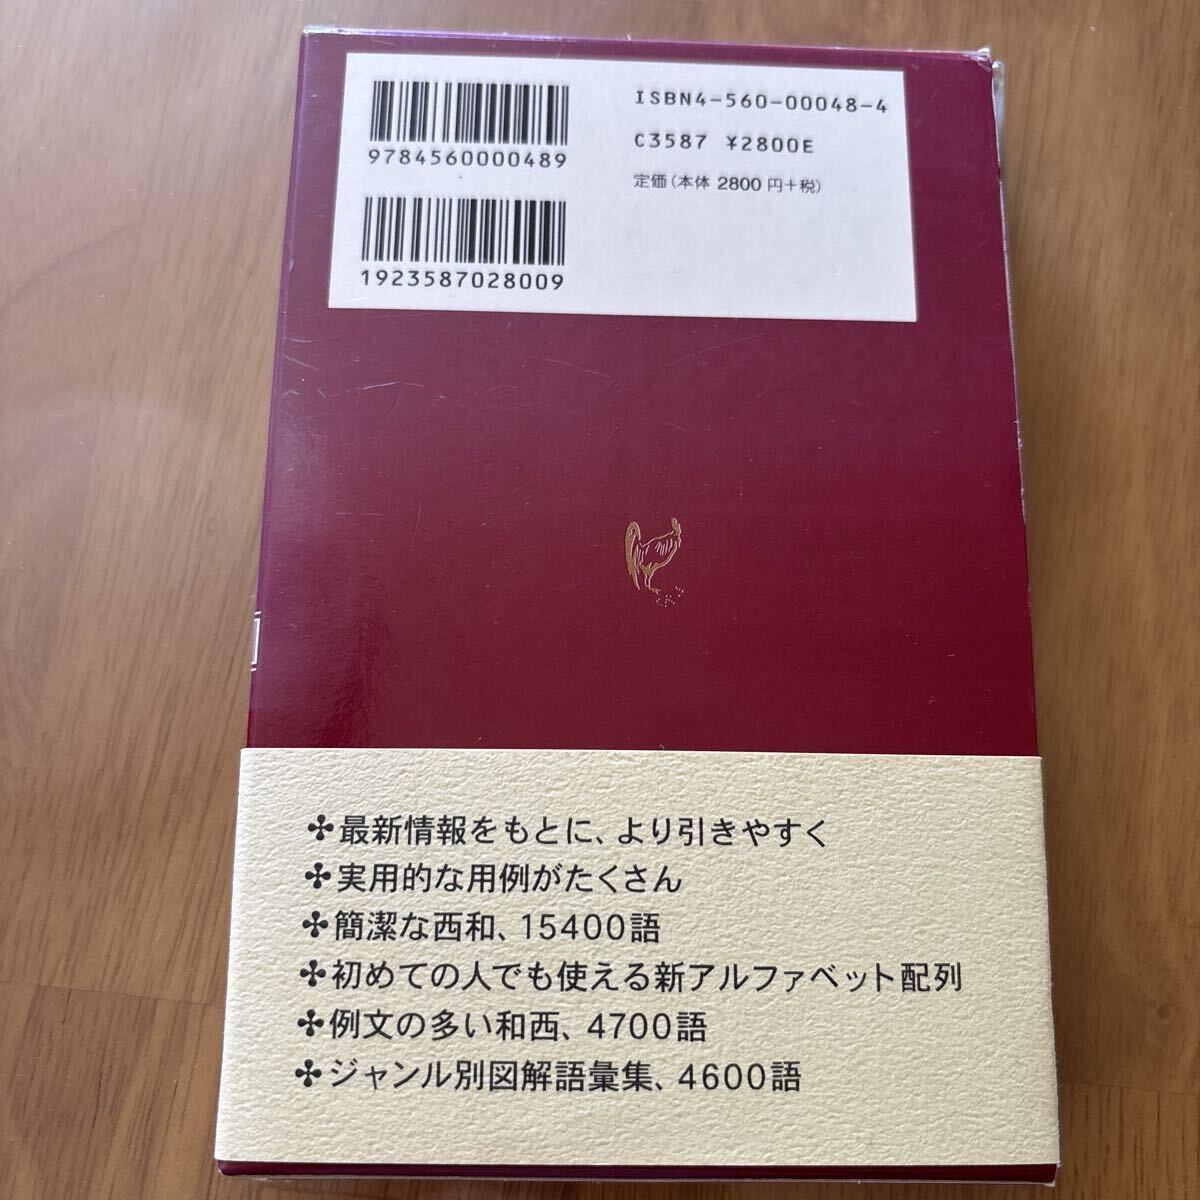 ISBN4-560-00048-4
C3587 ¥2800E
定価(本体 2800円+税)
9784560000489
1923587028009
✣最新情報をもとに、より引きやすく
✣実用的な用例がたくさん
✣簡潔な西和、15400語
✣初めての人でも使える新アルファベット配列
✣例文の多い和西、4700語
✣ジャンル別図解語彙集、4600語